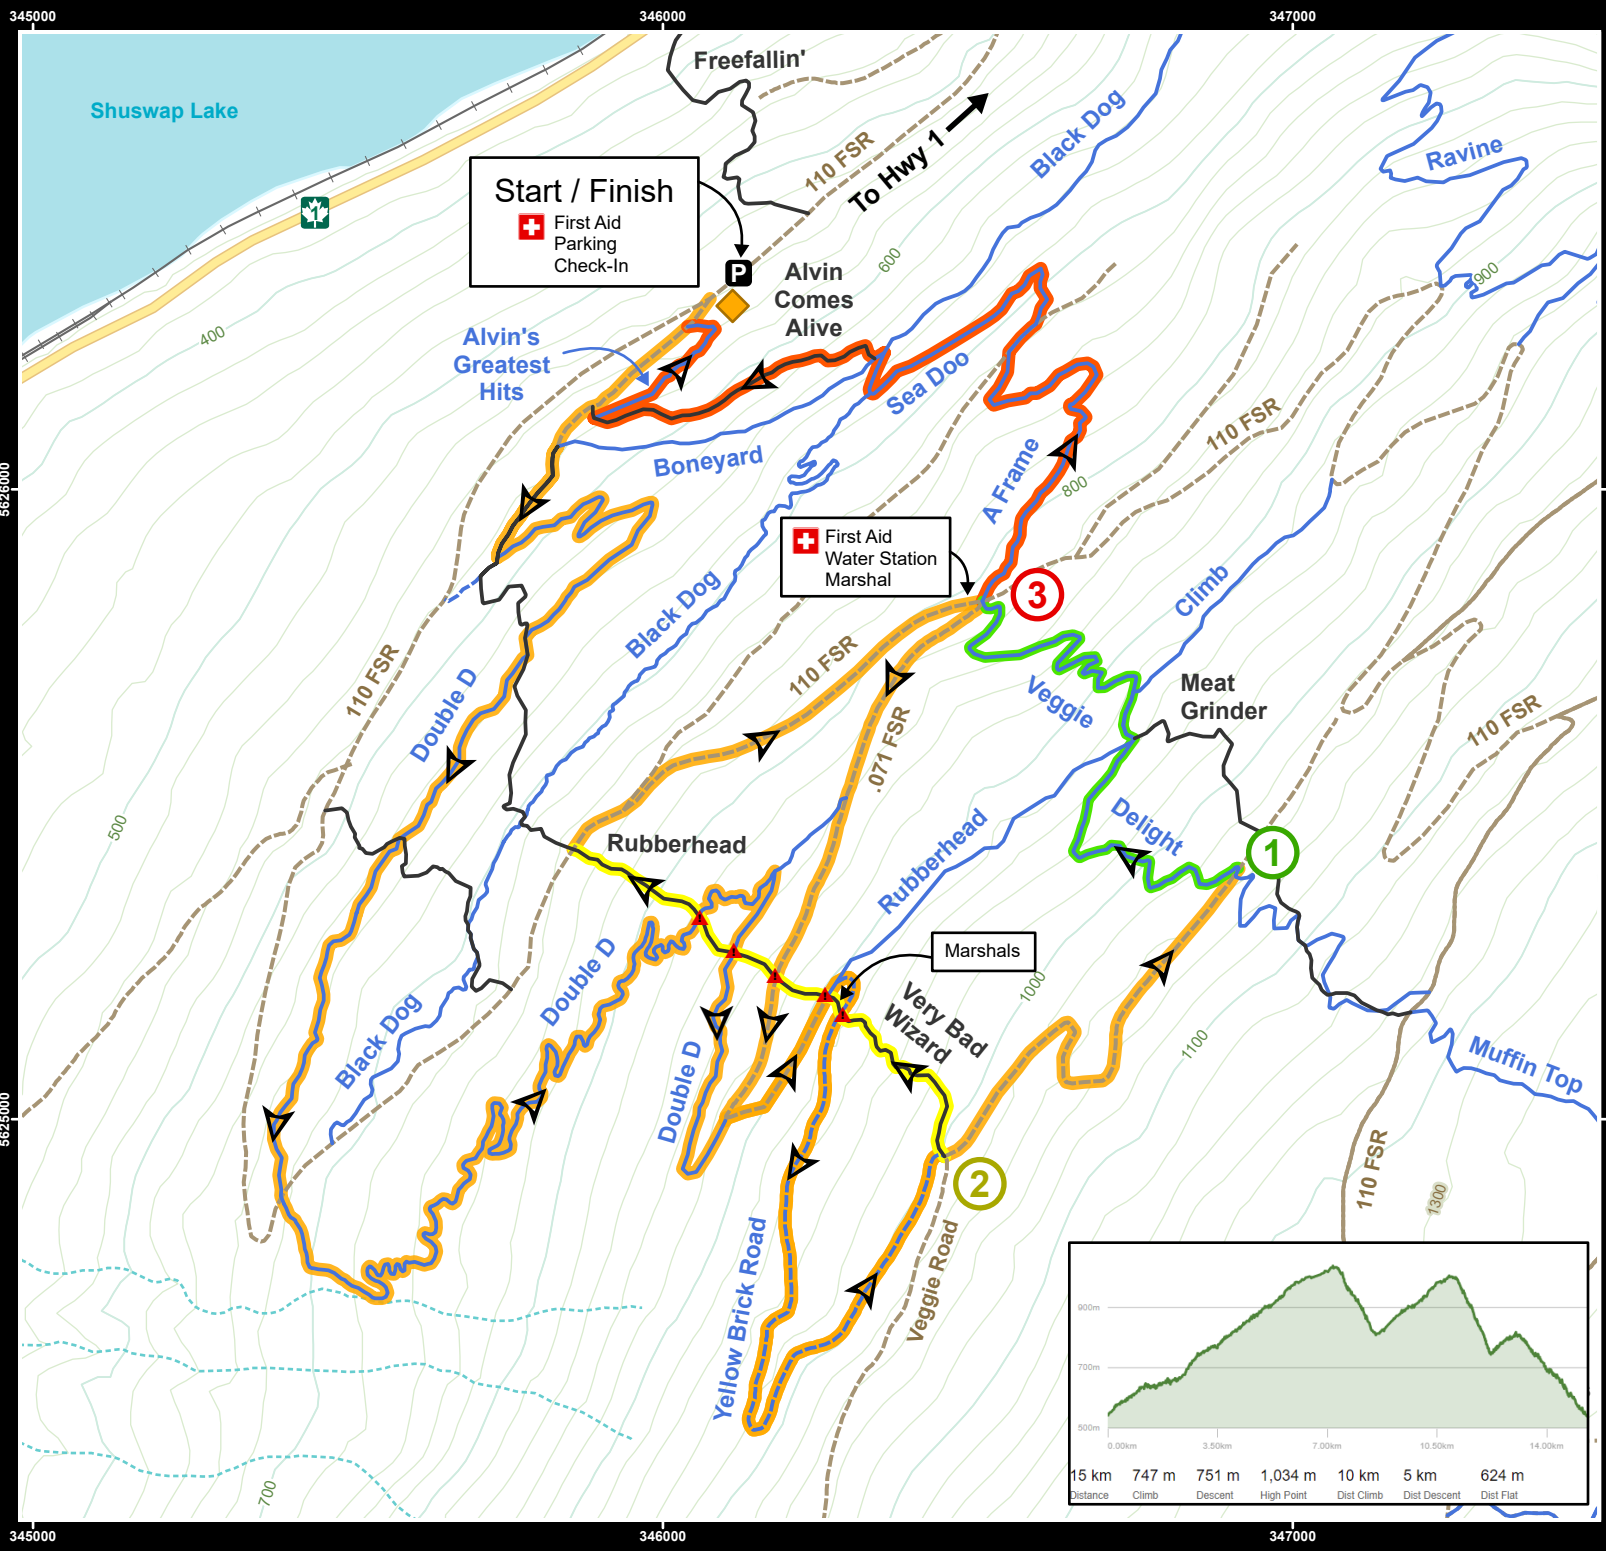 345000
346000
347000
Freefallin'
Shuswap Lake
110 FSR
To Hwy 1
Black Dog
Ravine
1
Start / Finish
First Aid
Parking
Check-In
P
Alvin
Comes
Alive
600
900
400
Alvin's
Greatest
Hits
Sea Doo
Boneyard
110 FSR
A Frame
800
5626000
First Aid
Water Station
Marshal
3
Climb
Black Dog
110 FSR
110 FSR
Double D
Veggie
Meat
Grinder
110 FSR
.071 FSR
500
Rubberhead
Delight
1
Rubberhead
Double D
Marshals
1000
Very Bad
Wizard
Black Dog
Double D
1100
Muffin Top
5625000
2
110 FSR
1300
Yellow Brick Road
Veggie Road
700
900m
700m
500m
0.00km
3.50km
7.00km
10.50km
14.00km
15 km
747 m
751 m
1,034 m
10 km
5 km
624 m
Distance
Climb
Descent
High Point
Dist Climb
Dist Descent
Dist Flat
345000
346000
347000